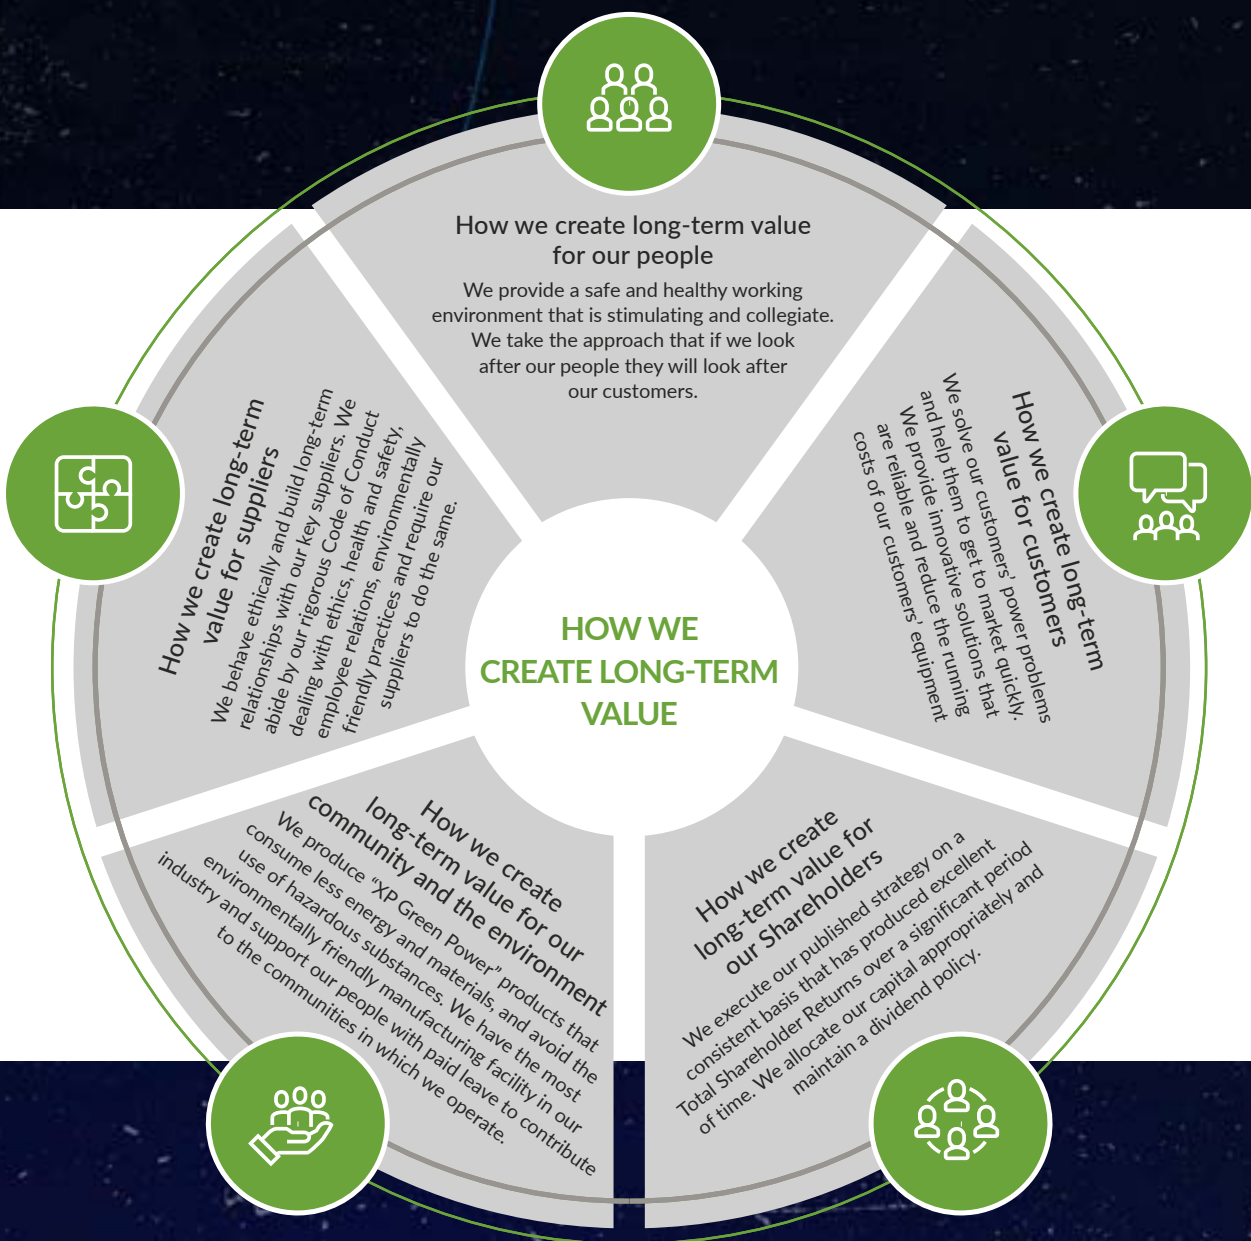 How we create long-term value
for our people
We provide a safe and healthy working
environment that is stimulating and collegiate.
We take the approach that if we look
after our people they will look after
our customers.
How we create long-term
value for customers
We solve our customers' power problems
and help them to get to market quickly.
We provide innovative solutions that
are reliable and reduce the running
costs of our customers' equipment
How we create
long-term value for
our Shareholders
We execute our published strategy on a
consistent basis that has produced excellent
Total Shareholder Returns over a significant period
of time. We allocate our capital appropriately and
maintain a dividend policy.
How we create
long-term value for our
community and the environment
We produce “XP Green Power” products that
consume less energy and materials, and avoid the
use of hazardous substances. We have the most
environmentally friendly manufacturing facility in our
industry and support our people with paid leave to contribute
to the communities in which we operate.
How we create long-term
value for suppliers
We behave ethically and build long-term
relationships with our key suppliers. We
abide by our rigorous Code of Conduct
dealing with ethics, health and safety,
employee relations, environmentally
friendly practices and require our
suppliers to do the same.
HOW WE
CREATE LONG-TERM
VALUE